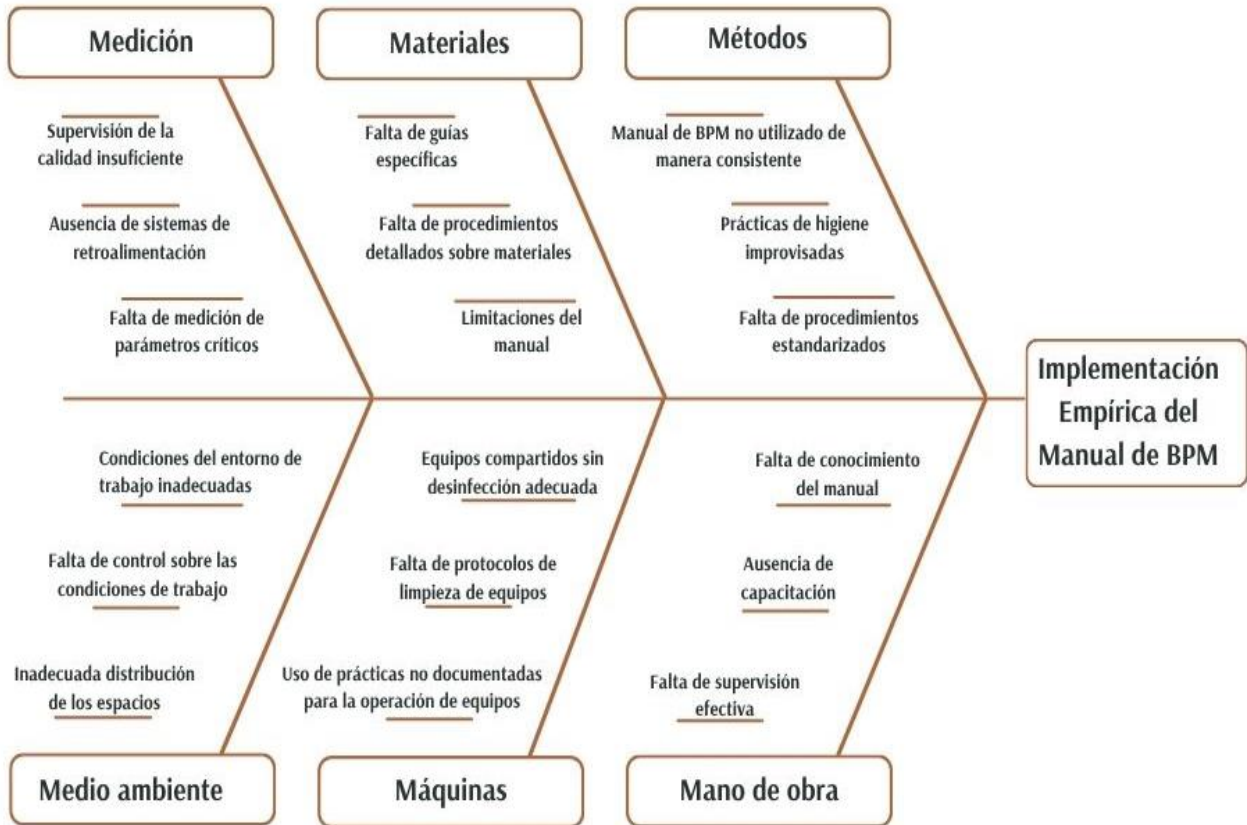 Medición
Supervisión de la
calidad insuficiente
Ausencia de sistemas de
retroalimentación
Falta de medición de
parámetros críticos
Materiales
Falta de guías
específicas
Falta de procedimientos
detallados sobre materiales
Limitaciones del
manual
Métodos
Manual de BPM no utilizado de
manera consistente
Prácticas de higiene
improvisadas
Falta de procedimientos
estandarizados
Implementación
Empírica del
Manual de BPM
Condiciones del entorno de
trabajo inadecuadas
Falta de control sobre las
condiciones de trabajo
Inadecuada distribución
de los espacios
Medio ambiente
Equipos compartidos sin
desinfección adecuada
Falta de protocolos de
limpieza de equipos
Uso de prácticas no documentadas
para la operación de equipos
Máquinas
Falta de conocimiento
del manual
Ausencia de
capacitación
Falta de supervisión
efectiva
Mano de obra